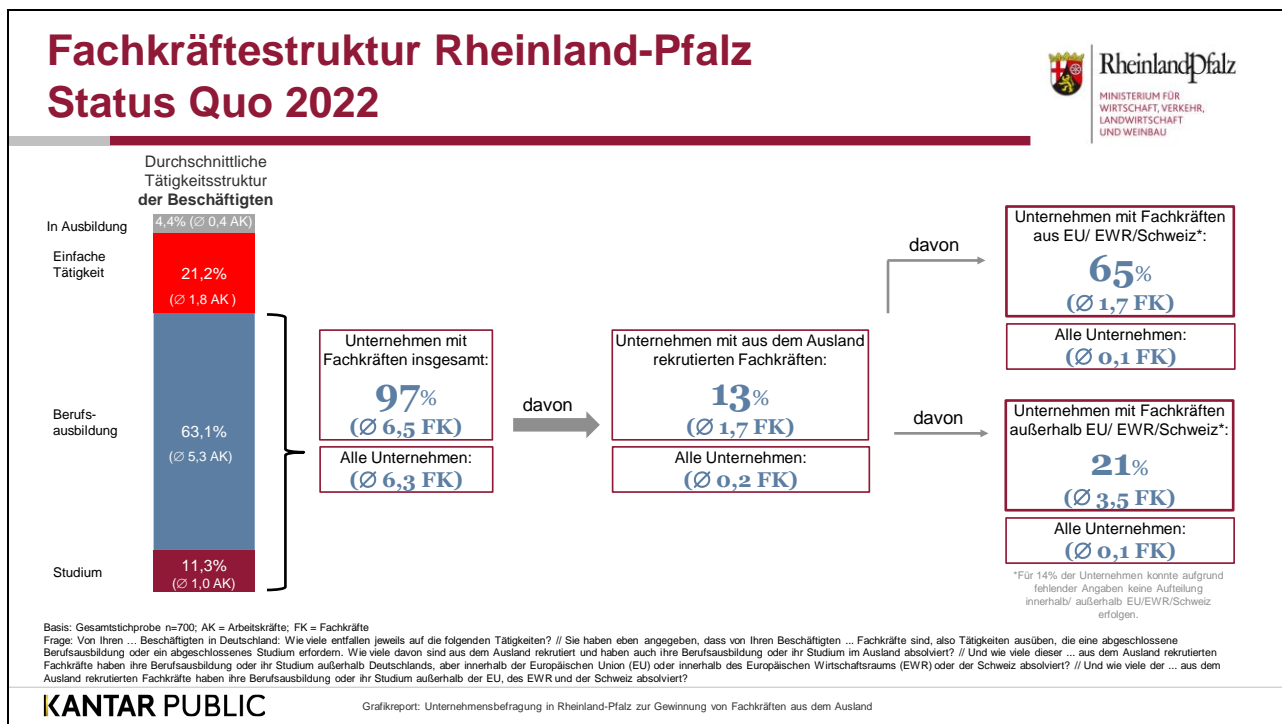 Fachkräftestruktur Rheinland-Pfalz
Status Quo 2022
RheinlandPfalz
MINISTERIUM FÜR
WIRTSCHAFT, VERKEHR,
LANDWIRTSCHAFT
UND WEINBAU
Durchschnittliche
Tätigkeitsstruktur
der Beschäftigten
In Ausbildung
4,4% (∅ 0,4 AK)
Einfache
Tätigkeit
21,2%
(∅ 1,8 AK )
Berufs-
ausbildung
63,1%
(∅ 5,3 AK)
Studium
11,3%
(∅ 1,0 AK)
Unternehmen mit
Fachkräften insgesamt:
97%
(∅ 6,5 FK)
Alle Unternehmen:
(∅ 6,3 FK)
davon
Unternehmen mit aus dem Ausland
rekrutierten Fachkräften:
13%
(∅ 1,7 FK)
Alle Unternehmen:
(∅ 0,2 FK)
davon
Unternehmen mit Fachkräften
aus EU/ EWR/Schweiz*:
65%
(∅ 1,7 FK)
Alle Unternehmen:
(∅ 0,1 FK)
davon
Unternehmen mit Fachkräften
außerhalb EU/ EWR/Schweiz*:
21%
(∅ 3,5 FK)
Alle Unternehmen:
(∅ 0,1 FK)
*Für 14% der Unternehmen konnte aufgrund
fehlender Angaben keine Aufteilung
innerhalb/ außerhalb EU/EWR/Schweiz
erfolgen.
Basis: Gesamtstichprobe n=700; AK = Arbeitskräfte; FK = Fachkräfte
Frage: Von Ihren ... Beschäftigten in Deutschland: Wie viele entfallen jeweils auf die folgenden Tätigkeiten? // Sie haben eben angegeben, dass von Ihren Beschäftigten ... Fachkräfte sind, also Tätigkeiten ausüben, die eine abgeschlossene
Berufsausbildung oder ein abgeschlossenes Studium erfordern. Wie viele davon sind aus dem Ausland rekrutiert und haben auch ihre Berufsausbildung oder ihr Studium im Ausland absolviert? // Und wie viele dieser ... aus dem Ausland rekrutierten
Fachkräfte haben ihre Berufsausbildung oder ihr Studium außerhalb Deutschlands, aber innerhalb der Europäischen Union (EU) oder innerhalb des Europäischen Wirtschaftsraums (EWR) oder der Schweiz absolviert? // Und wie viele der ... aus dem
Ausland rekrutierten Fachkräfte haben ihre Berufsausbildung oder ihr Studium außerhalb der EU, des EWR und der Schweiz absolviert?
KANTAR PUBLIC
Grafikreport: Unternehmensbefragung in Rheinland-Pfalz zur Gewinnung von Fachkräften aus dem Ausland